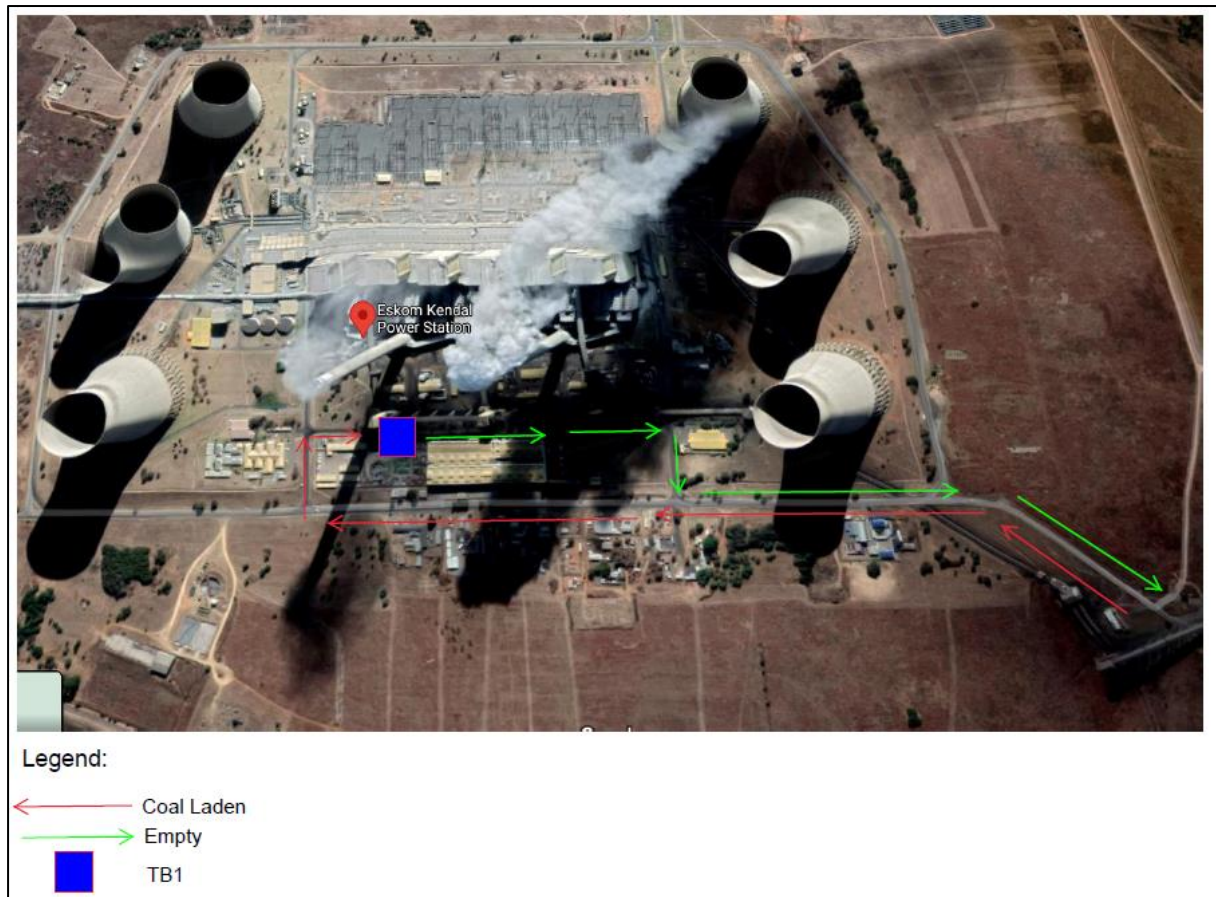 Eskom Kendal
Power Station
Legend:
Coal Laden
Empty
TB1